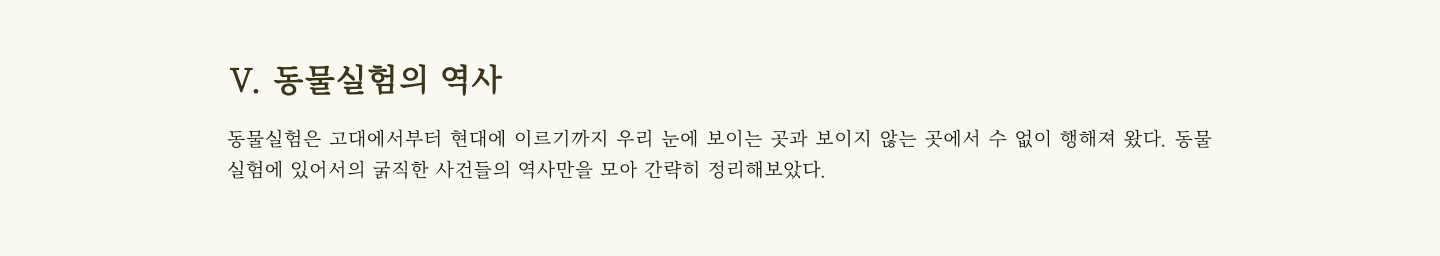 V. 동물실험의 역사
동물실험은 고대에서부터 현대에 이르기까지 우리 눈에 보이는 곳과 보이지 않는 곳에서 수 없이 행해져 왔다. 동물
실험에 있어서의 굵직한 사건들의 역사만을 모아 간략히 정리해보았다.